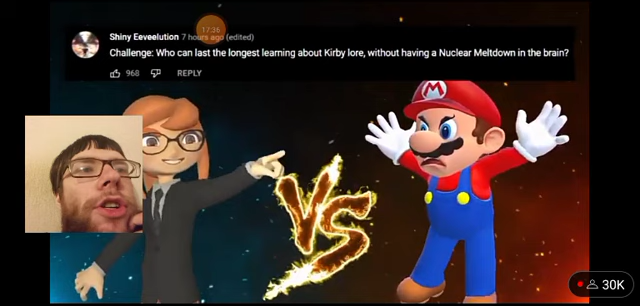 17:36
Shiny Eeveelution 7 hours ago (edited)
Challenge: Who can last the longest learning about Kirby lore, without having a Nuclear Meltdown in the brain?
968 REPLY
M
VS
30K